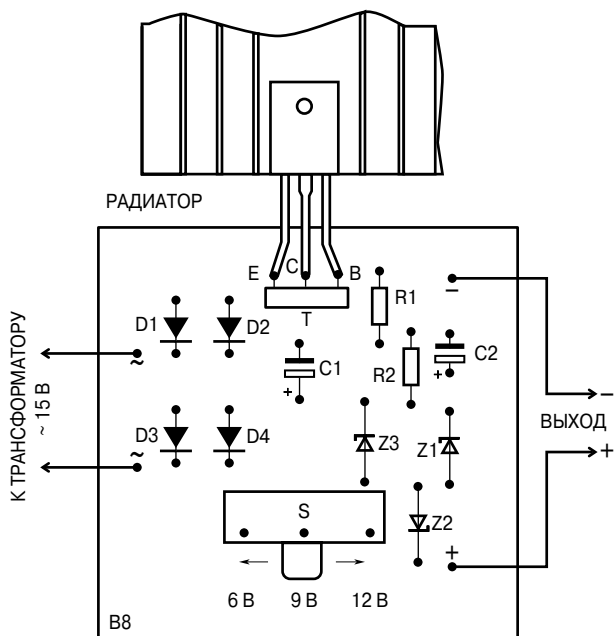 РАДИАТОР
E C B
T
R1
−
D1 D2
C1
+
R2
C2
+
К ТРАНСФОРМАТОРУ
~ 15 В
~
~
D3 D4
Z3
Z1
Z2
−
ВЫХОД
+
S
+
6 В 9 В 12 В
B8